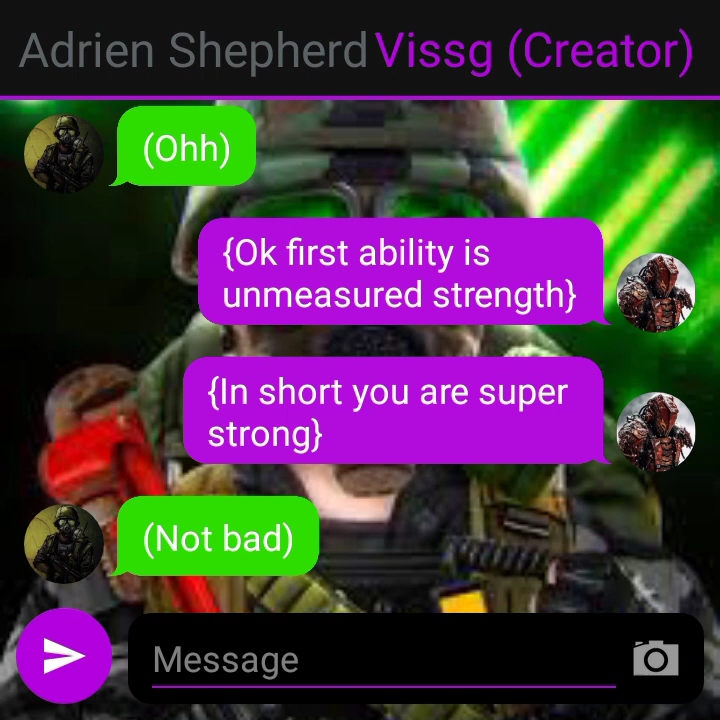 Adrien Shepherd Vissg (Creator)
(Ohh)
{Ok first ability is
unmeasured strength}
{In short you are super
strong}
(Not bad)
Message